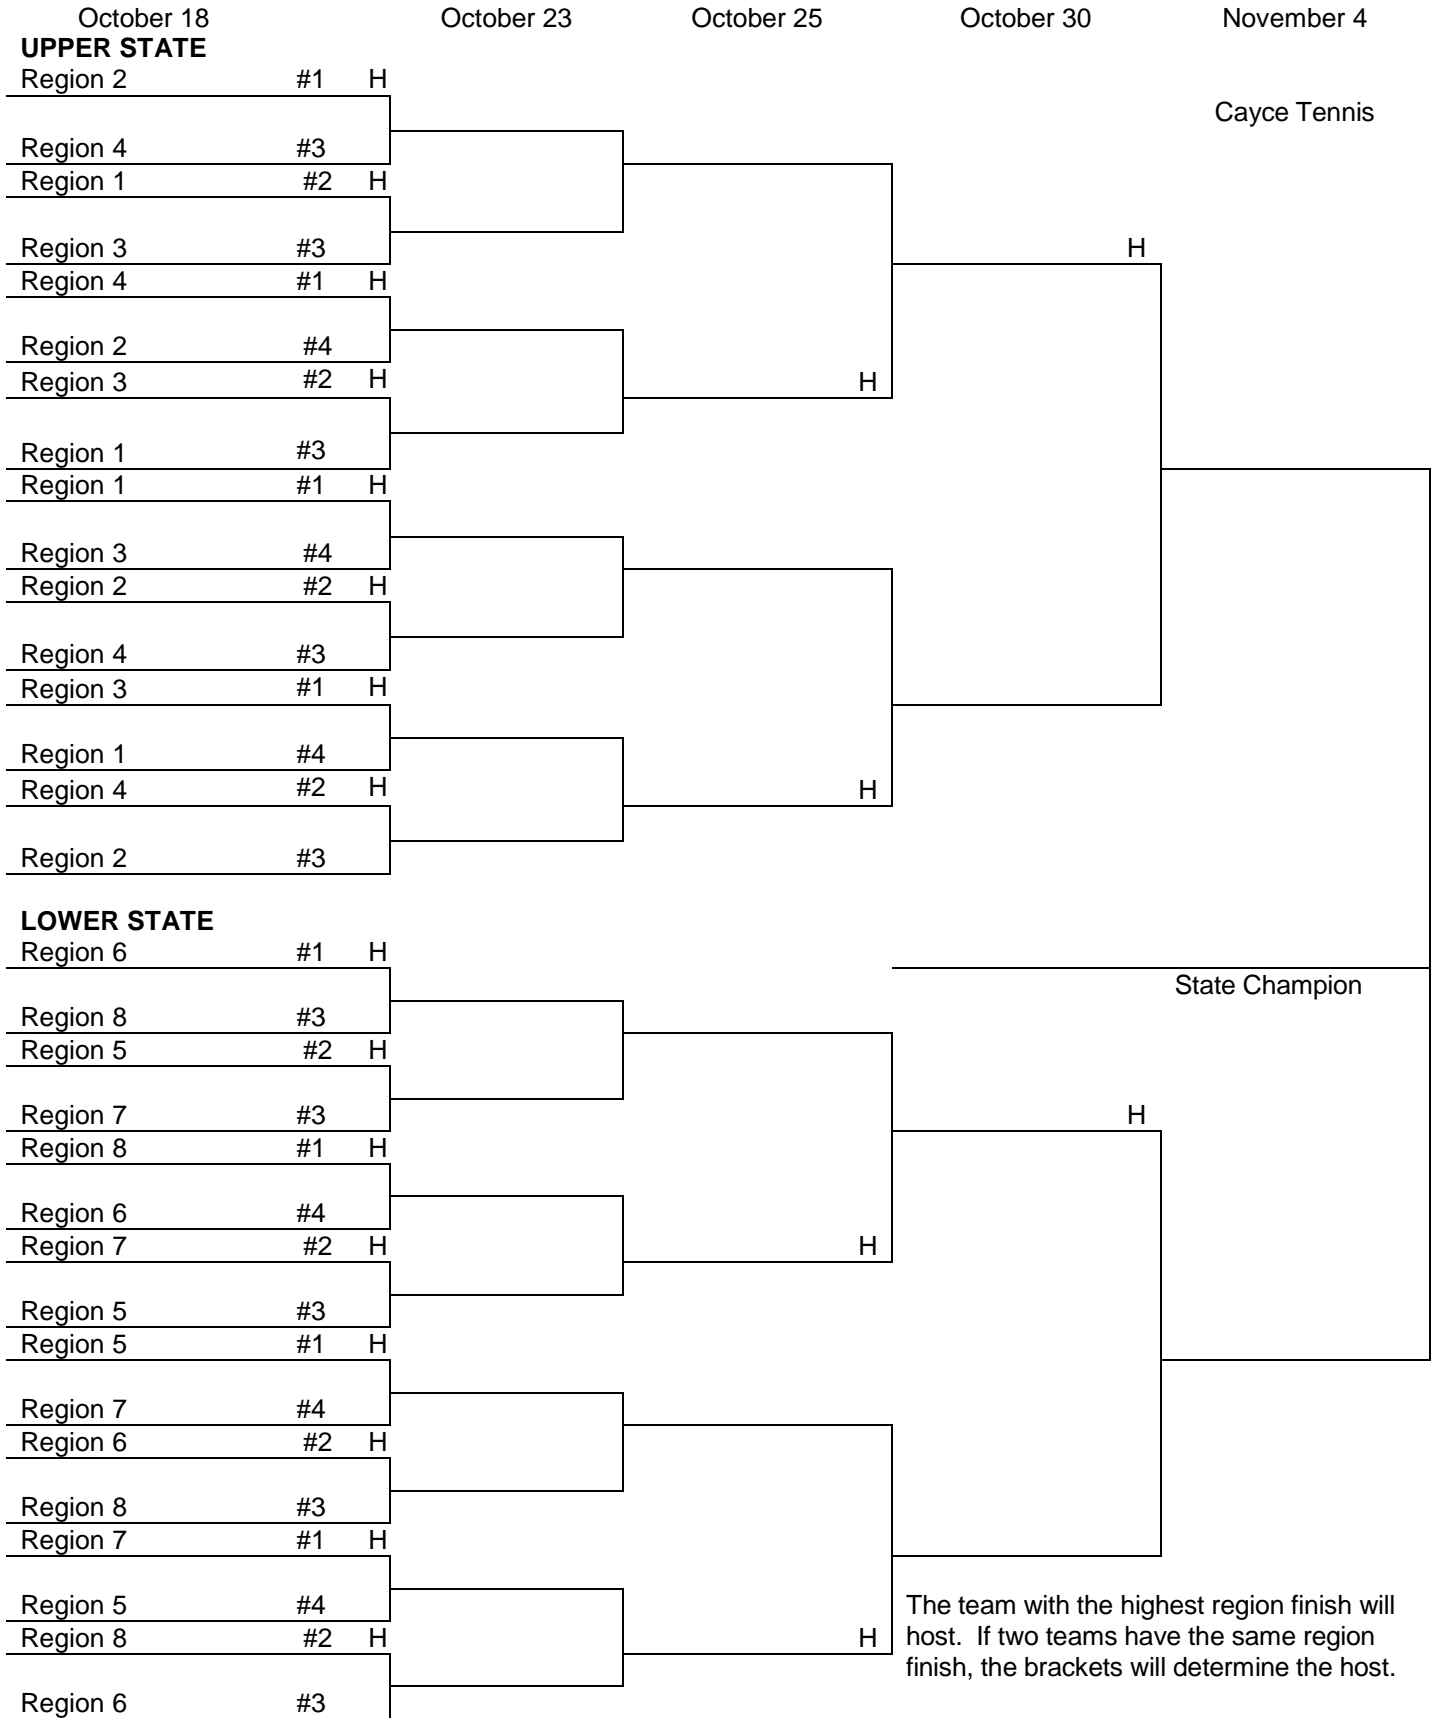 October 18 October 23 October 25 October 30 November 4
UPPER STATE
Region 2 #1 H
Cayce Tennis
Region 4 #3
Region 1 #2 H
Region 3 #3 H
Region 4 #1 H
Region 2 #4
Region 3 #2 H H
Region 1 #3
Region 1 #1 H
Region 3 #4
Region 2 #2 H
Region 4 #3
Region 3 #1 H
Region 1 #4
Region 4 #2 H H
Region 2 #3
LOWER STATE
Region 6 #1 H
State Champion
Region 8 #3
Region 5 #2 H
Region 7 #3 H
Region 8 #1 H
Region 6 #4
Region 7 #2 H H
Region 5 #3
Region 5 #1 H
Region 7 #4
Region 6 #2 H
Region 8 #3
Region 7 #1 H
Region 5 #4
Region 8 #2 H H
Region 6 #3
The team with the highest region finish will
host. If two teams have the same region
finish, the brackets will determine the host.